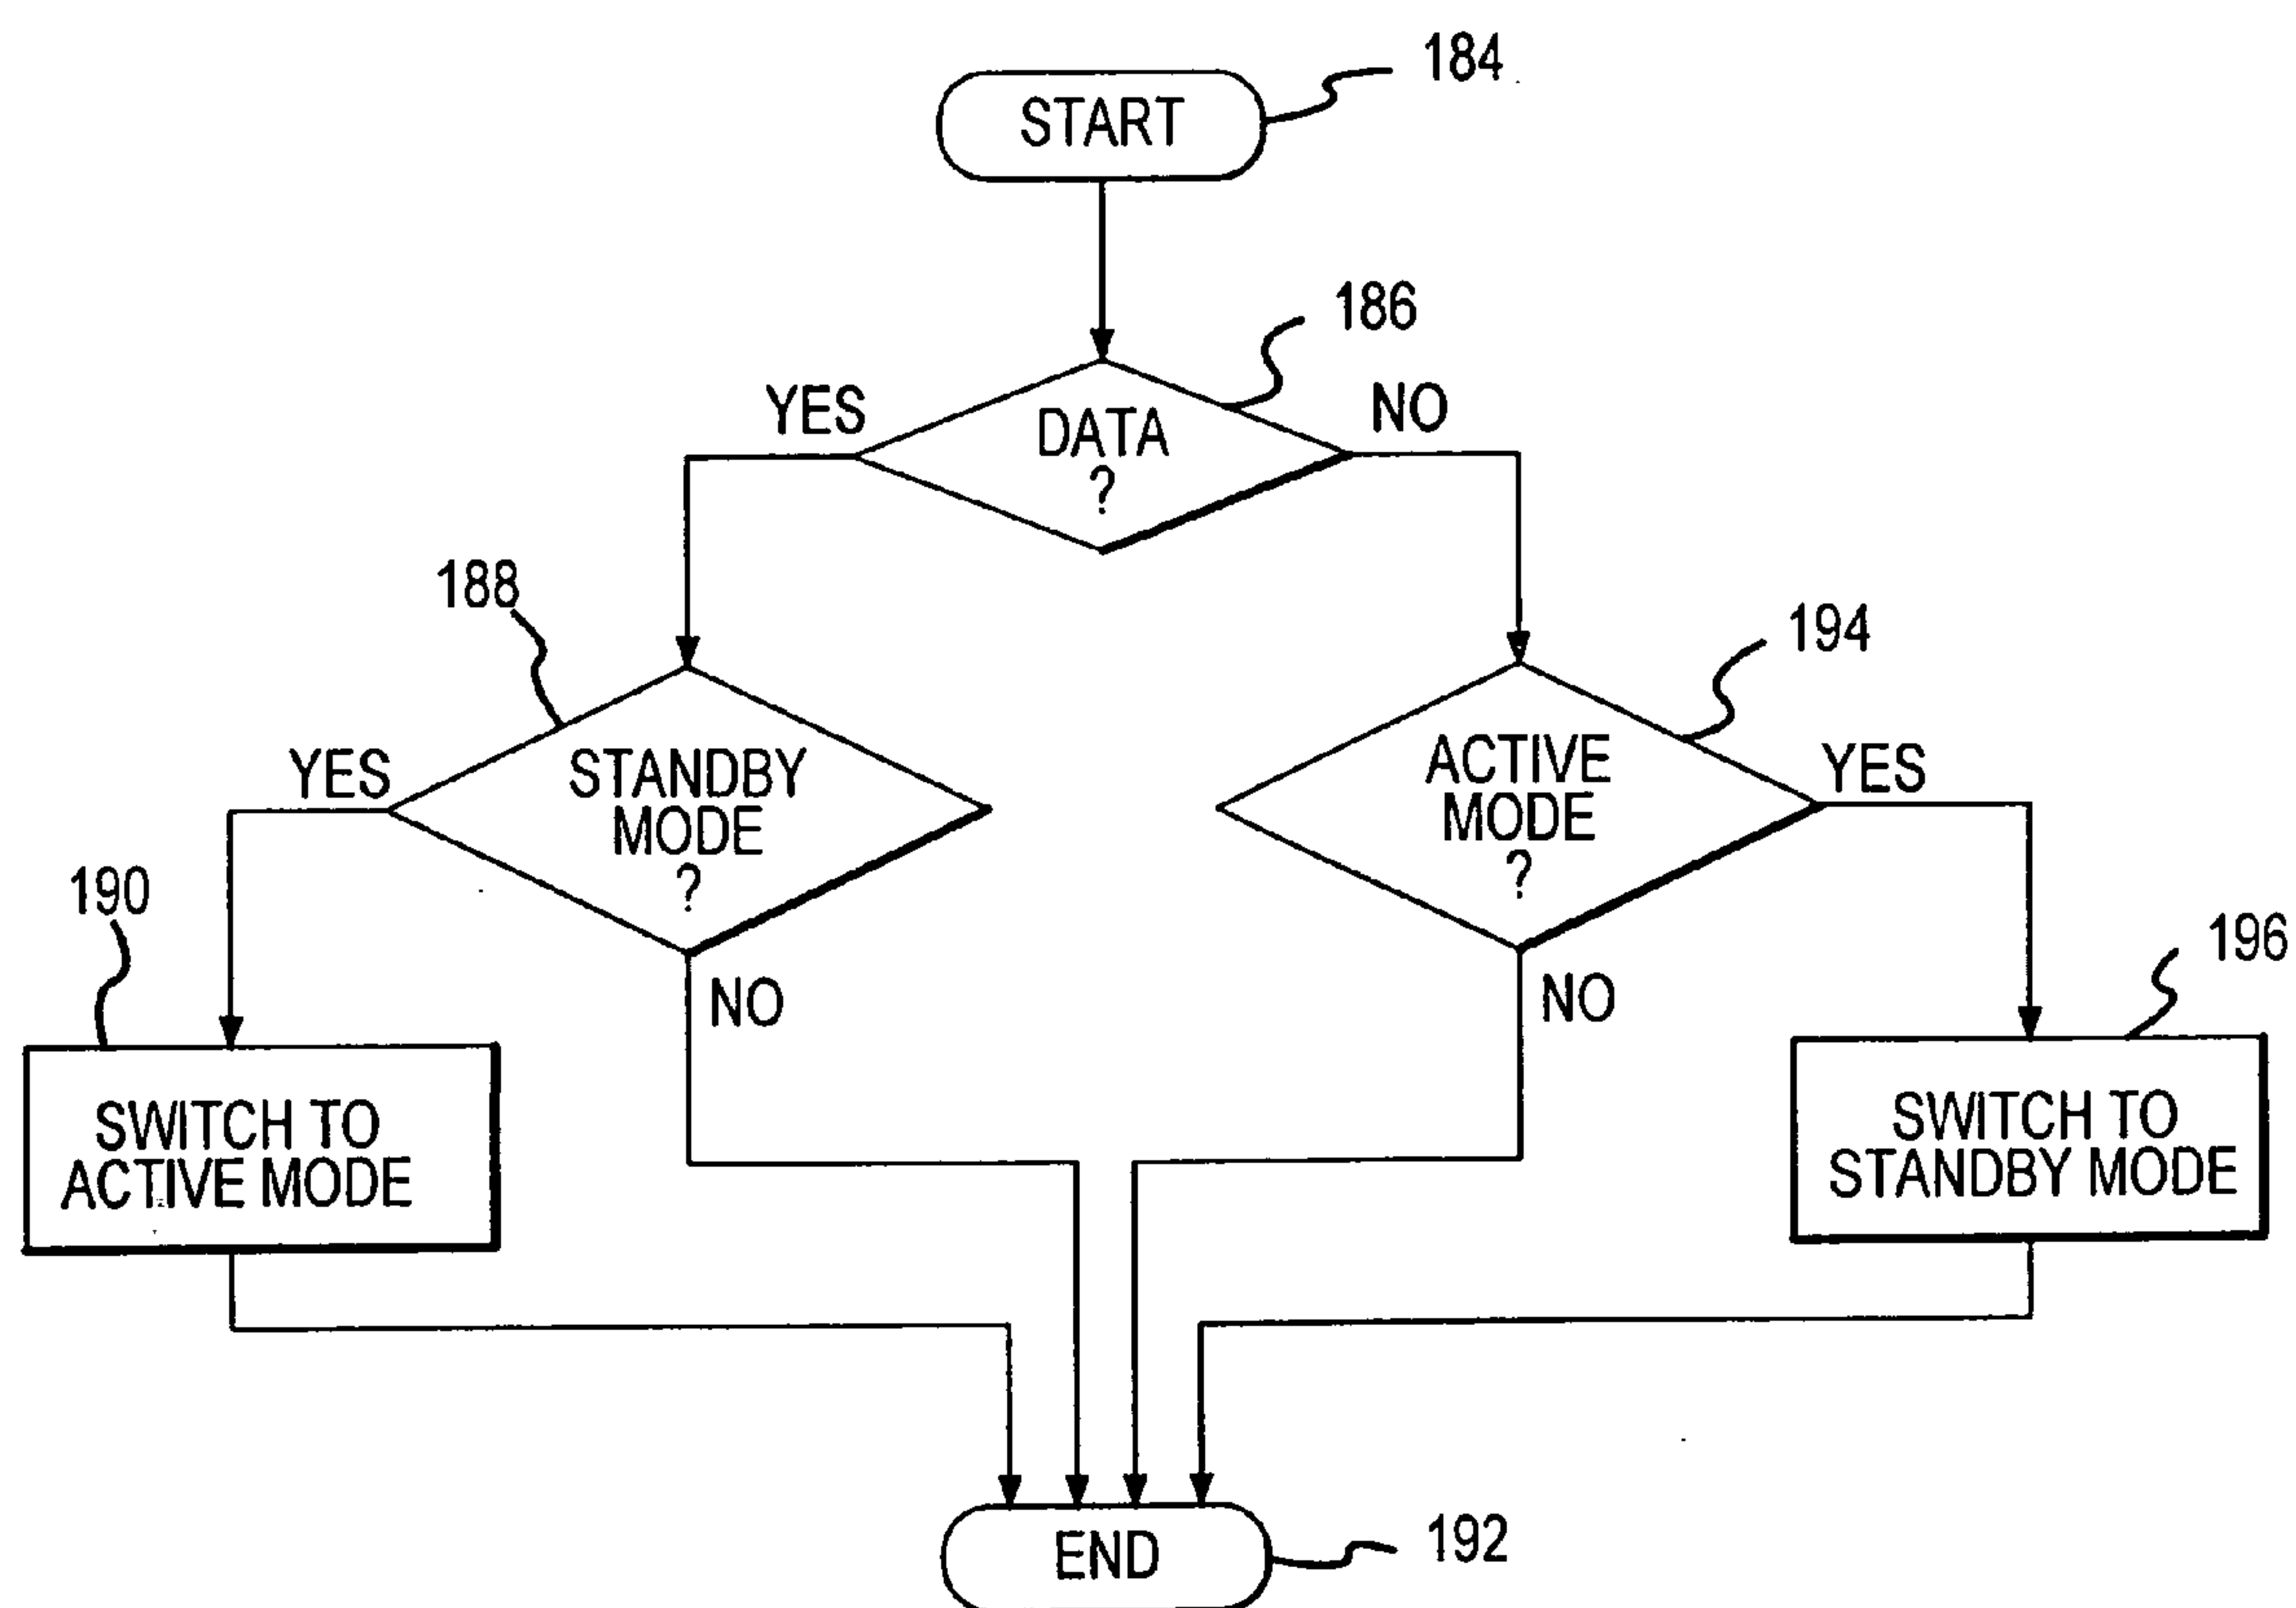 184
START
186
YES
DATA
?
NO
188
194
YES
STANDBY
MODE
?
ACTIVE
MODE
?
YES
190
NO
NO
196
SWITCH TO
ACTIVE MODE
SWITCH TO
STANDBY MODE
END
192